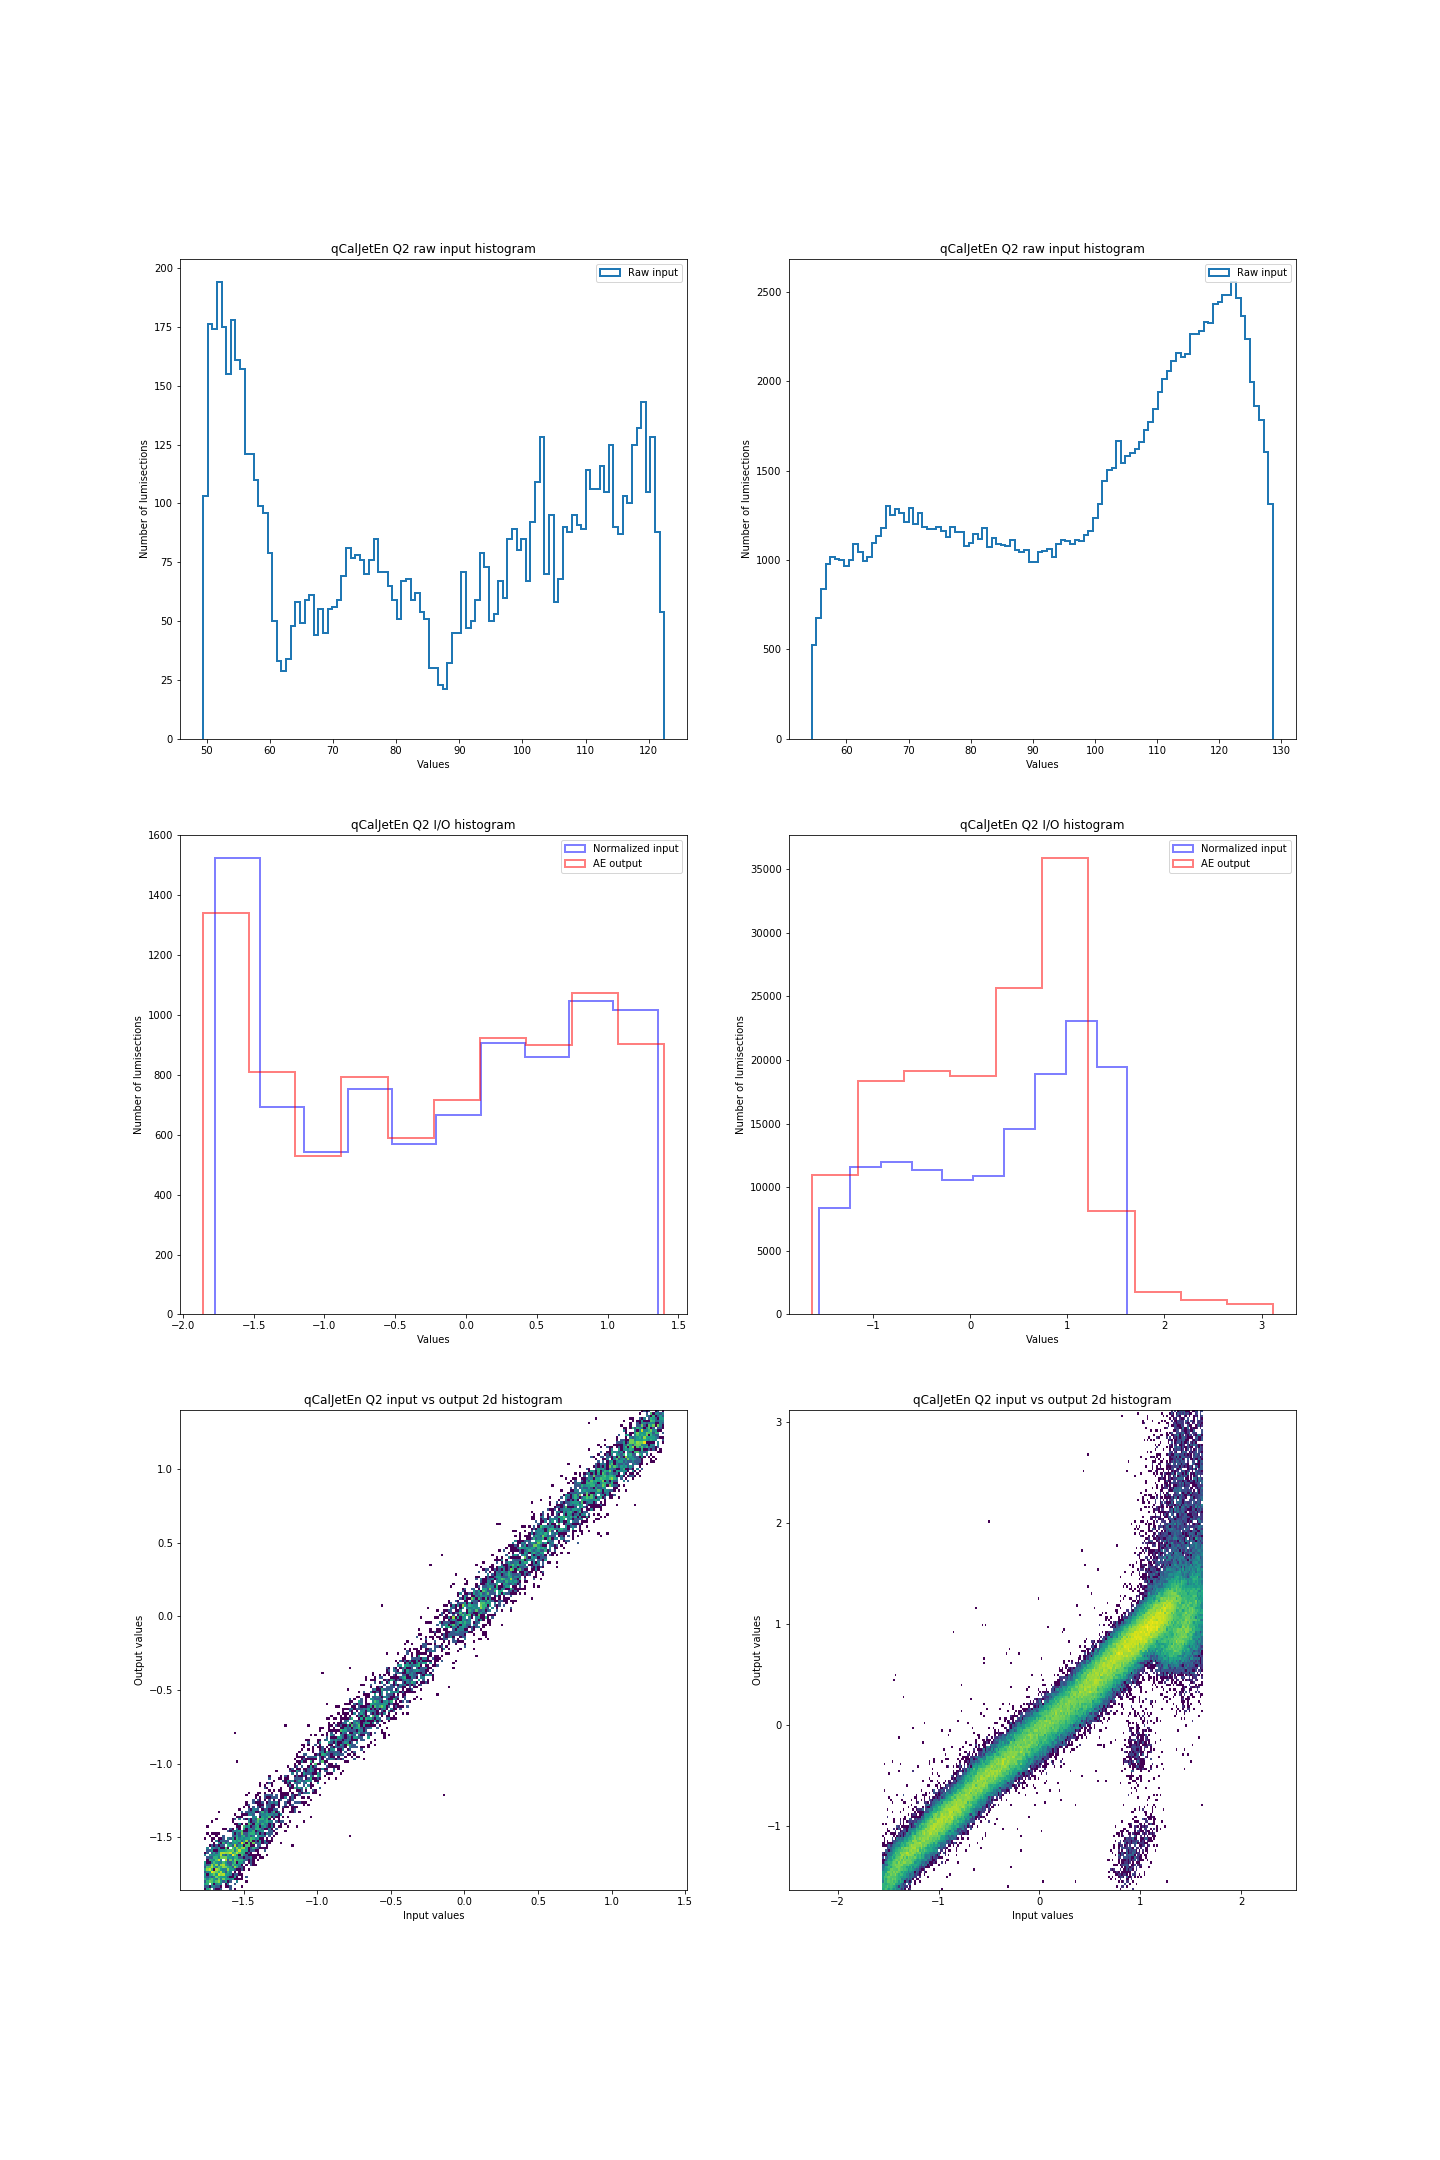 qCalJetEn Q2 raw input histogram
Raw input
200
175
150
125
100
75
50
25
0
Number of lumisections
50 60 70 80 90 100 110 120
Values
qCalJetEn Q2 raw input histogram
Raw input
2500
2000
1500
1000
500
0
Number of lumisections
60 70 80 90 100 110 120 130
Values
qCalJetEn Q2 I/O histogram
Normalized input
AE output
1600
1400
1200
1000
800
600
400
200
0
Number of lumisections
−2.0 −1.5 −1.0 −0.5 0.0 0.5 1.0 1.5
Values
qCalJetEn Q2 I/O histogram
Normalized input
AE output
35000
30000
25000
20000
15000
10000
5000
0
Number of lumisections
−1 0 1 2 3
Values
qCalJetEn Q2 input vs output 2d histogram
1.0
0.5
0.0
−0.5
−1.0
−1.5
Output values
−1.5 −1.0 −0.5 0.0 0.5 1.0 1.5
Input values
qCalJetEn Q2 input vs output 2d histogram
3
2
1
0
−1
Output values
−2 −1 0 1 2
Input values